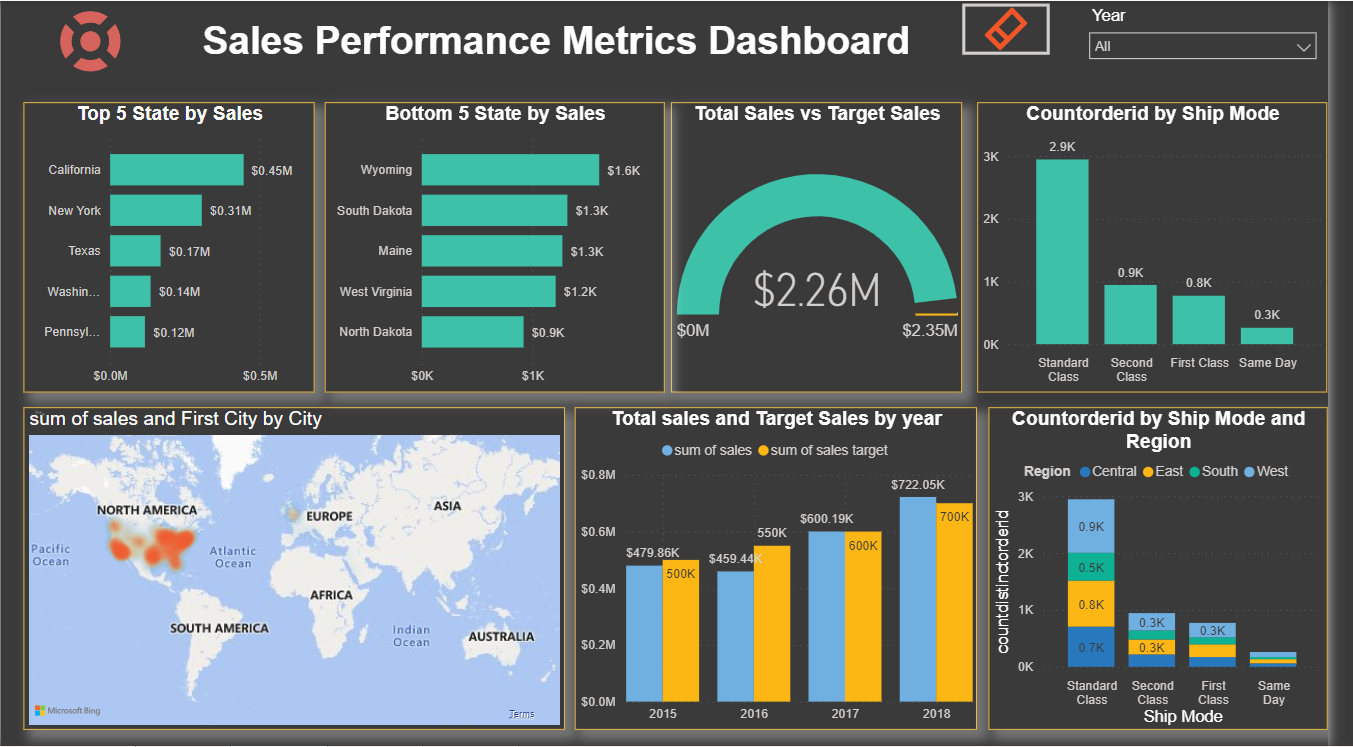 Sales Performance Metrics Dashboard
Year
All
Top 5 State by Sales
California
$0.45M
New York
$0.31M
Texas
$0.17M
Washin...
$0.14M
Pennsyl...
$0.12M
$0.0M
$0.5M
Bottom 5 State by Sales
Wyoming
$1.6K
South Dakota
$1.3K
Maine
$1.3K
West Virginia
$1.2K
North Dakota
$0.9K
$0K
$1K
Total Sales vs Target Sales
$2.26M
$0M
$2.35M
Countorderid by Ship Mode
3K
2K
1K
0K
2.9K
0.9K
0.8K
0.3K
Standard
Class
Second
Class
First Class
Same Day
sum of sales and First City by City
NORTH AMERICA
EUROPE
ASIA
Pacific
Ocean
Atlantic
Ocean
AFRICA
SOUTH AMERICA
Indian
Ocean
AUSTRALIA
Microsoft Bing
Terms
Total sales and Target Sales by year
sum of sales
sum of sales target
$0.8M
$0.6M
$0.4M
$0.2M
$0.0M
$479.86K
500K
$459.44K
550K
$600.19K
600K
$722.05K
700K
2015
2016
2017
2018
Countorderid by Ship Mode and
Region
Region
Central
East
South
West
countdistinctorderid
3K
2K
1K
0K
0.9K
0.5K
0.8K
0.7K
0.3K
0.3K
0.3K
Standard
Class
Second
Class
First
Class
Same
Day
Ship Mode